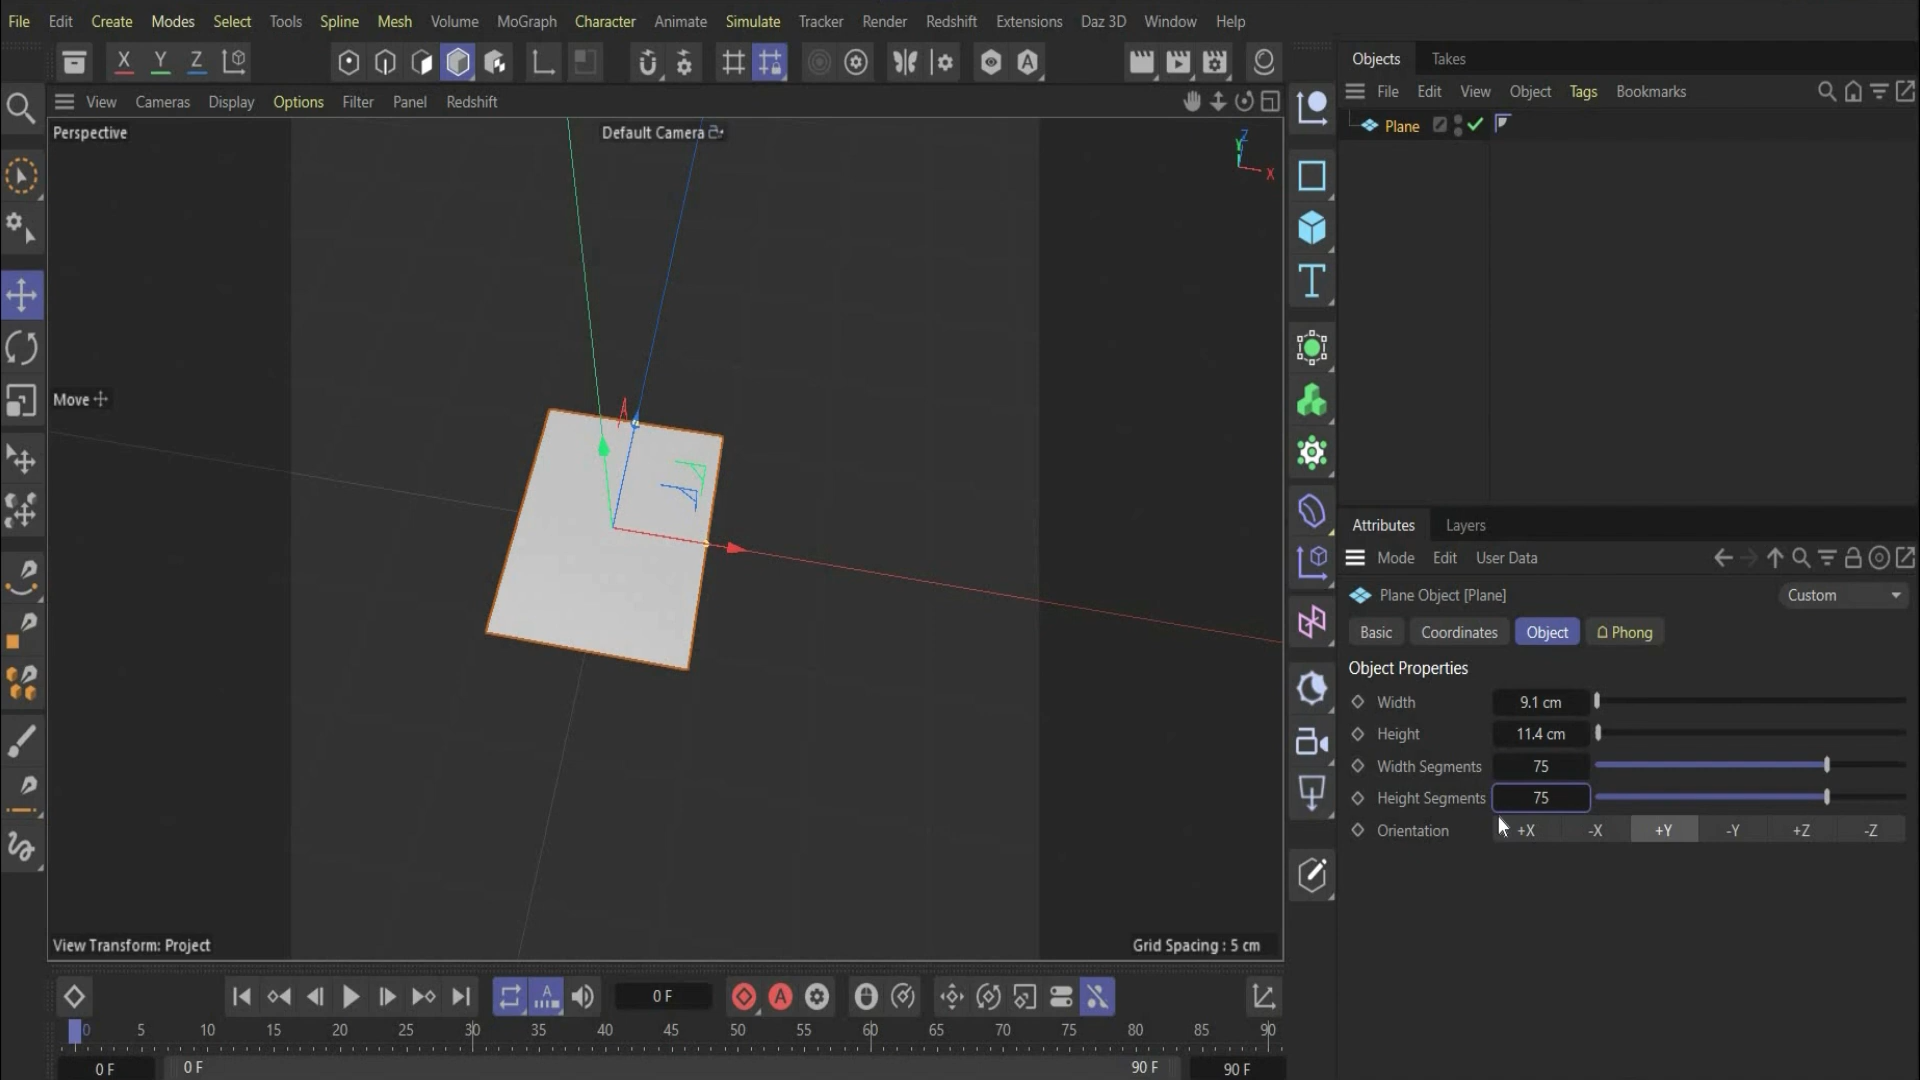 File Edit Create Modes Select Tools Spline Mesh Volume MoGraph Character Animate Simulate Tracker Render Redshift Extensions Daz 3D Window Help
X Y Z
A
View Cameras Display Options Filter Panel Redshift
Perspective
Default Camera
Y
Z
X
Move
View Transform: Project
Grid Spacing : 5 cm
A
0 F
A
0 5 10 15 20 25 30 35 40 45 50 55 60 65 70 75 80 85 90
0 F
0 F
90 F
90 F
T
Objects Takes
File Edit View Object Tags Bookmarks
Plane
Attributes Layers
Mode Edit User Data
Plane Object [Plane]
Custom
Basic Coordinates Object Phong
Object Properties
Width 9.1 cm
Height 11.4 cm
Width Segments 75
Height Segments 75
Orientation +X -X +Y -Y +Z -Z